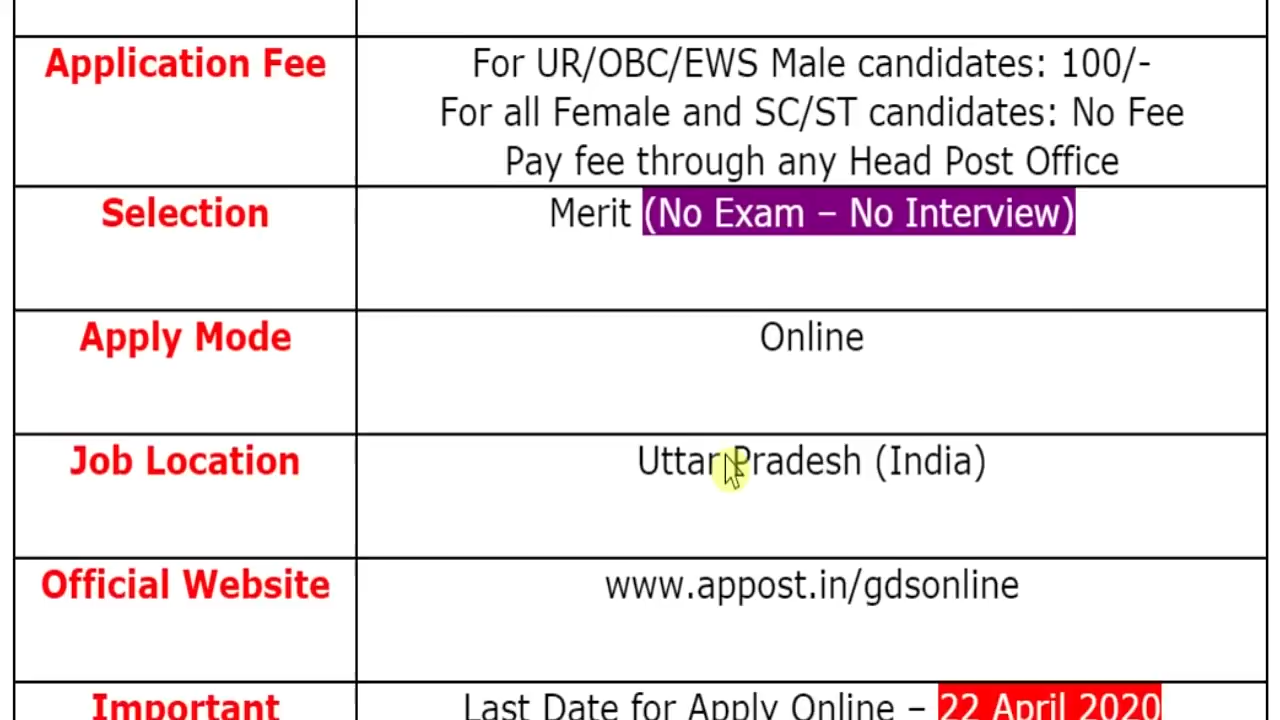 Application Fee
For UR/OBC/EWS Male candidates: 100/-
For all Female and SC/ST candidates: No Fee
Pay fee through any Head Post Office
Selection
Merit (No Exam – No Interview)
Apply Mode
Online
Job Location
Uttar Pradesh (India)
Official Website
www.appost.in/gdsonline
Important
Last Date for Apply Online – 22 April 2020